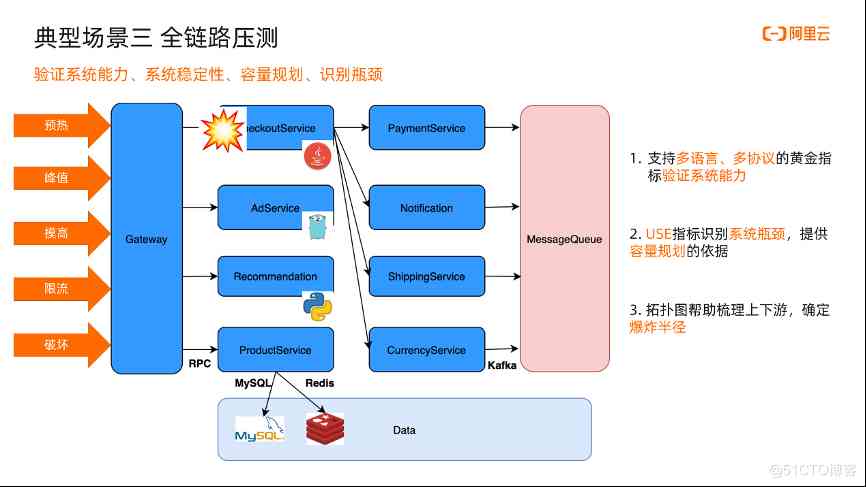 典型场景三 全链路压测
阿里云
验证系统能力、系统稳定性、容量规划、识别瓶颈
预热
峰值
摸高
限流
破坏
Gateway
RPC
eckoutService
AdService
Recommendation
ProductService
MySQL
Redis
PaymentService
Notification
ShippingService
CurrencyService
Kafka
MessageQueue
MySQL
Data
1. 支持多语言、多协议的黄金指
标验证系统能力
2. USE指标识别系统瓶颈，提供
容量规划的依据
3. 拓扑图帮助梳理上下游，确定
爆炸半径
@51CTO博客